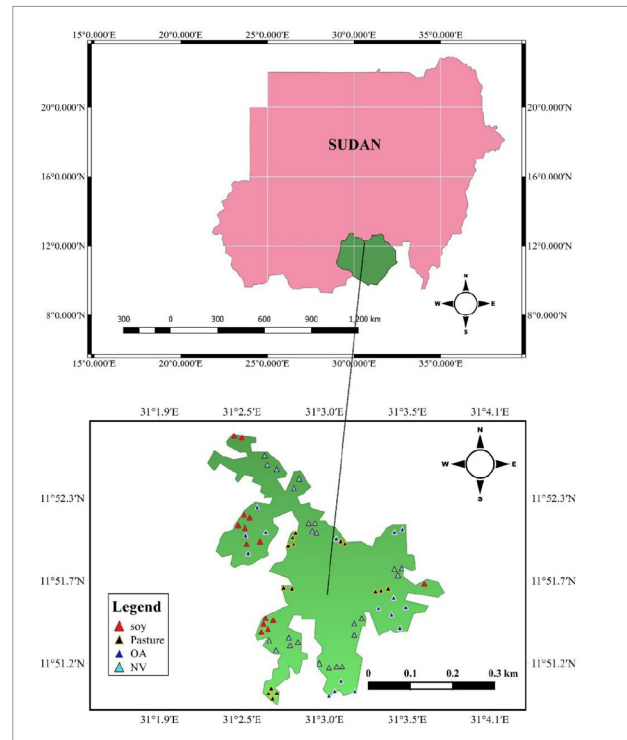 15°0.000'E 20°0.000'E 25°0.000'E 30°0.000'E 35°0.000'E
20°0.000'N 20°0.000'N
SUDAN
16°0.000'N 16°0.000'N
12°0.000'N 12°0.000'N
N
W E
S
8°0.000'N 8°0.000'N
300 0 300 600 900 1,200 km
15°0.000'E 20°0.000'E 25°0.000'E 30°0.000'E 35°0.000'E
31°1.9'E 31°2.5'E 31°3.0'E 31°3.5'E 31°4.1'E
N
W E
S
11°52.3'N 11°52.3'N
11°51.7'N 11°51.7'N
Legend
soy
Pasture
OA
NV
11°51.2'N 11°51.2'N
0 0.1 0.2 0.3 km
31°1.9'E 31°2.5'E 31°3.0'E 31°3.5'E 31°4.1'E